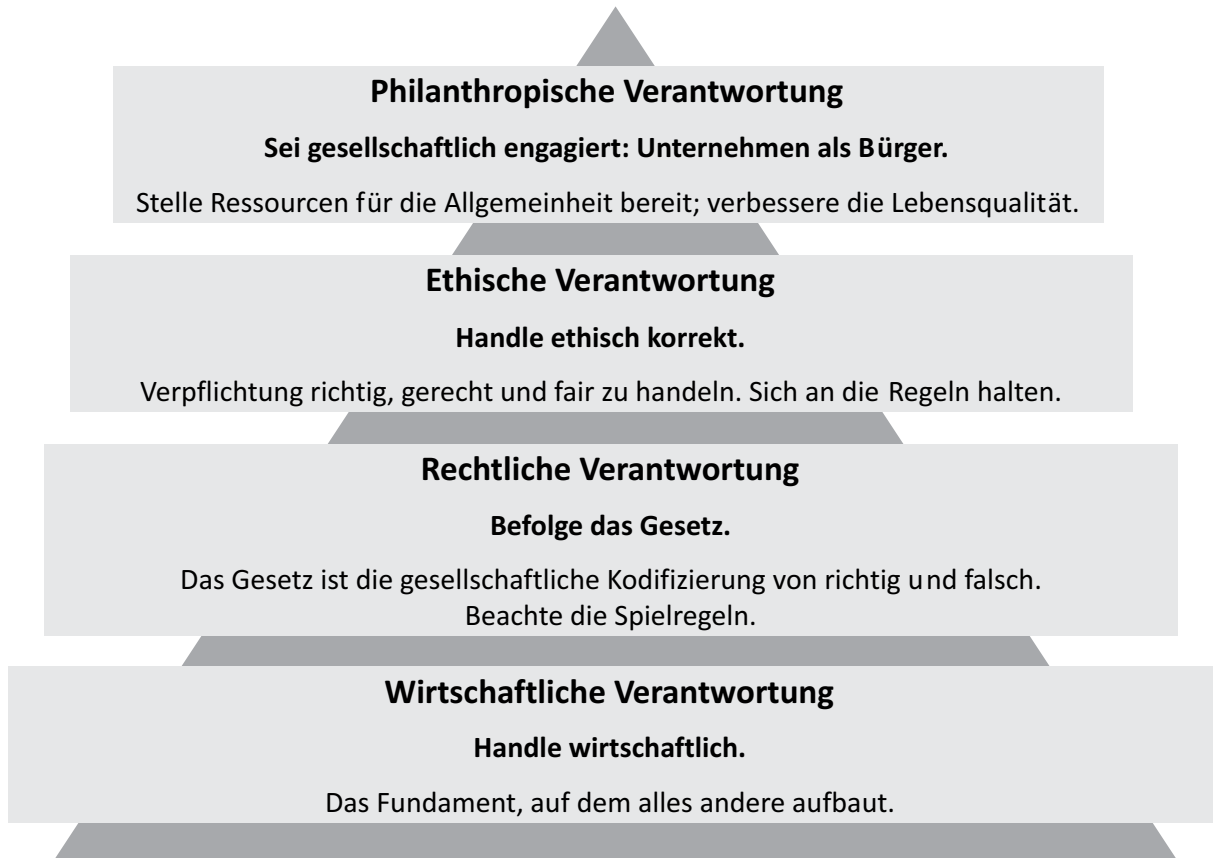 Philanthropische Verantwortung
Sei gesellschaftlich engagiert: Unternehmen als Bürger.
Stelle Ressourcen für die Allgemeinheit bereit; verbessere die Lebensqualität.
Ethische Verantwortung
Handle ethisch korrekt.
Verpflichtung richtig, gerecht und fair zu handeln. Sich an die Regeln halten.
Rechtliche Verantwortung
Befolge das Gesetz.
Das Gesetz ist die gesellschaftliche Kodifizierung von richtig und falsch.
Beachte die Spielregeln.
Wirtschaftliche Verantwortung
Handle wirtschaftlich.
Das Fundament, auf dem alles andere aufbaut.